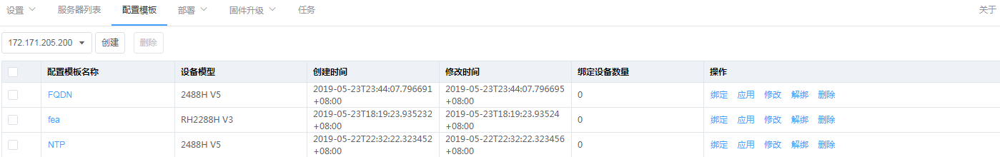 设置 服务器列表 配置模板 部署 固件升级 任务 关于
172.171.205.200 创建 删除
配置模板名称 设备模型 创建时间 修改时间 绑定设备数量 操作
FQDN 2488H V5 2019-05-23T23:44:07.796691+08:00 2019-05-23T23:44:07.796695+08:00 0 绑定 应用 修改 解绑 删除
fea RH2288H V3 2019-05-23T18:19:23.935232+08:00 2019-05-23T18:19:23.93524+08:00 0 绑定 应用 修改 解绑 删除
NTP 2488H V5 2019-05-22T22:32:22.323452+08:00 2019-05-22T22:32:22.323456+08:00 0 绑定 应用 修改 解绑 删除